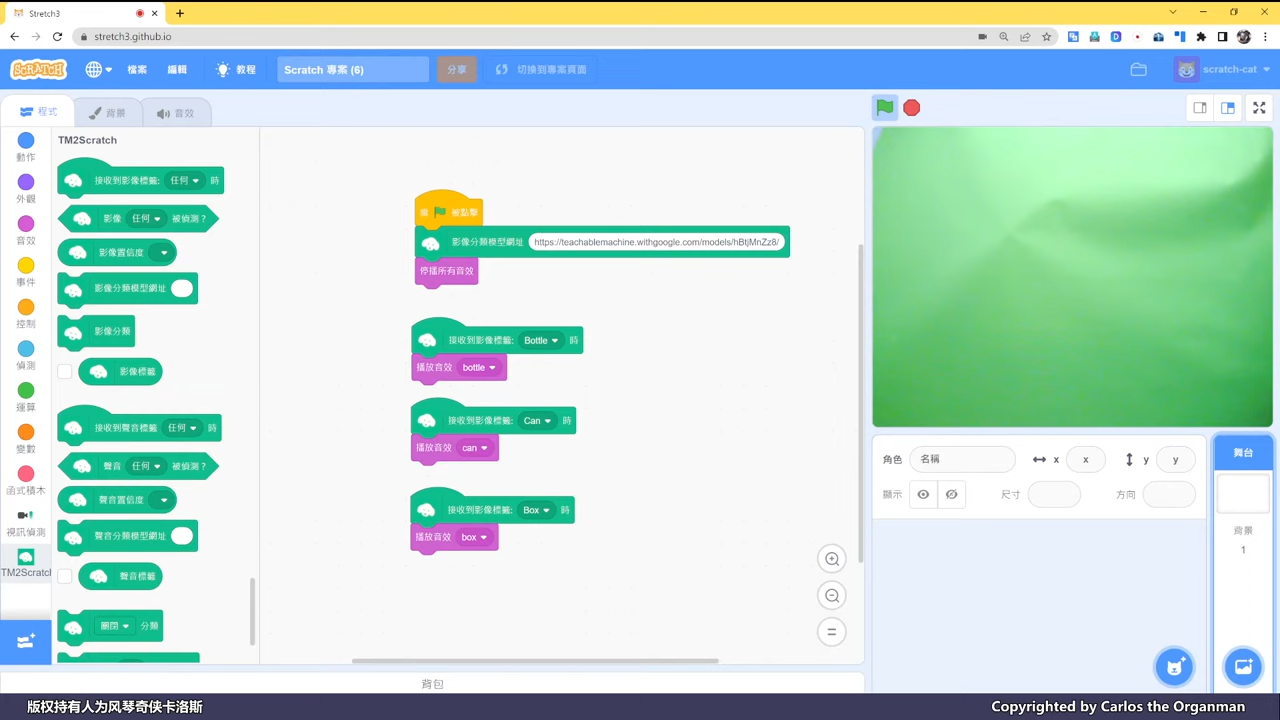 Stretch3
stretch3.github.io
SCRATCH
檔案
編輯
教程
Scratch 專案 (6)
分享
切換到專案頁面
scratch-cat
程式
背景
音效
動作
外觀
音效
事件
控制
偵測
運算
變數
函式積木
視訊偵測
TM2Scratch
TM2Scratch
接收到影像標籤: 任何 時
影像 任何 被偵測?
影像置信度
影像分類模型網址
影像分類
影像標籤
接收到聲音標籤 任何 時
聲音 任何 被偵測?
聲音置信度
聲音分類模型網址
聲音標籤
關閉 分類
當 被點擊
影像分類模型網址 https://teachablemachine.withgoogle.com/models/hBtjMnZz8/
停播所有音效
接收到影像標籤: Bottle 時
播放音效 bottle
接收到影像標籤: Can 時
播放音效 can
接收到影像標籤: Box 時
播放音效 box
背包
角色 名稱 x x y y
顯示 尺寸 方向
舞台
背景
1
版权持有人为风琴奇侠卡洛斯
Copyrighted by Carlos the Organman